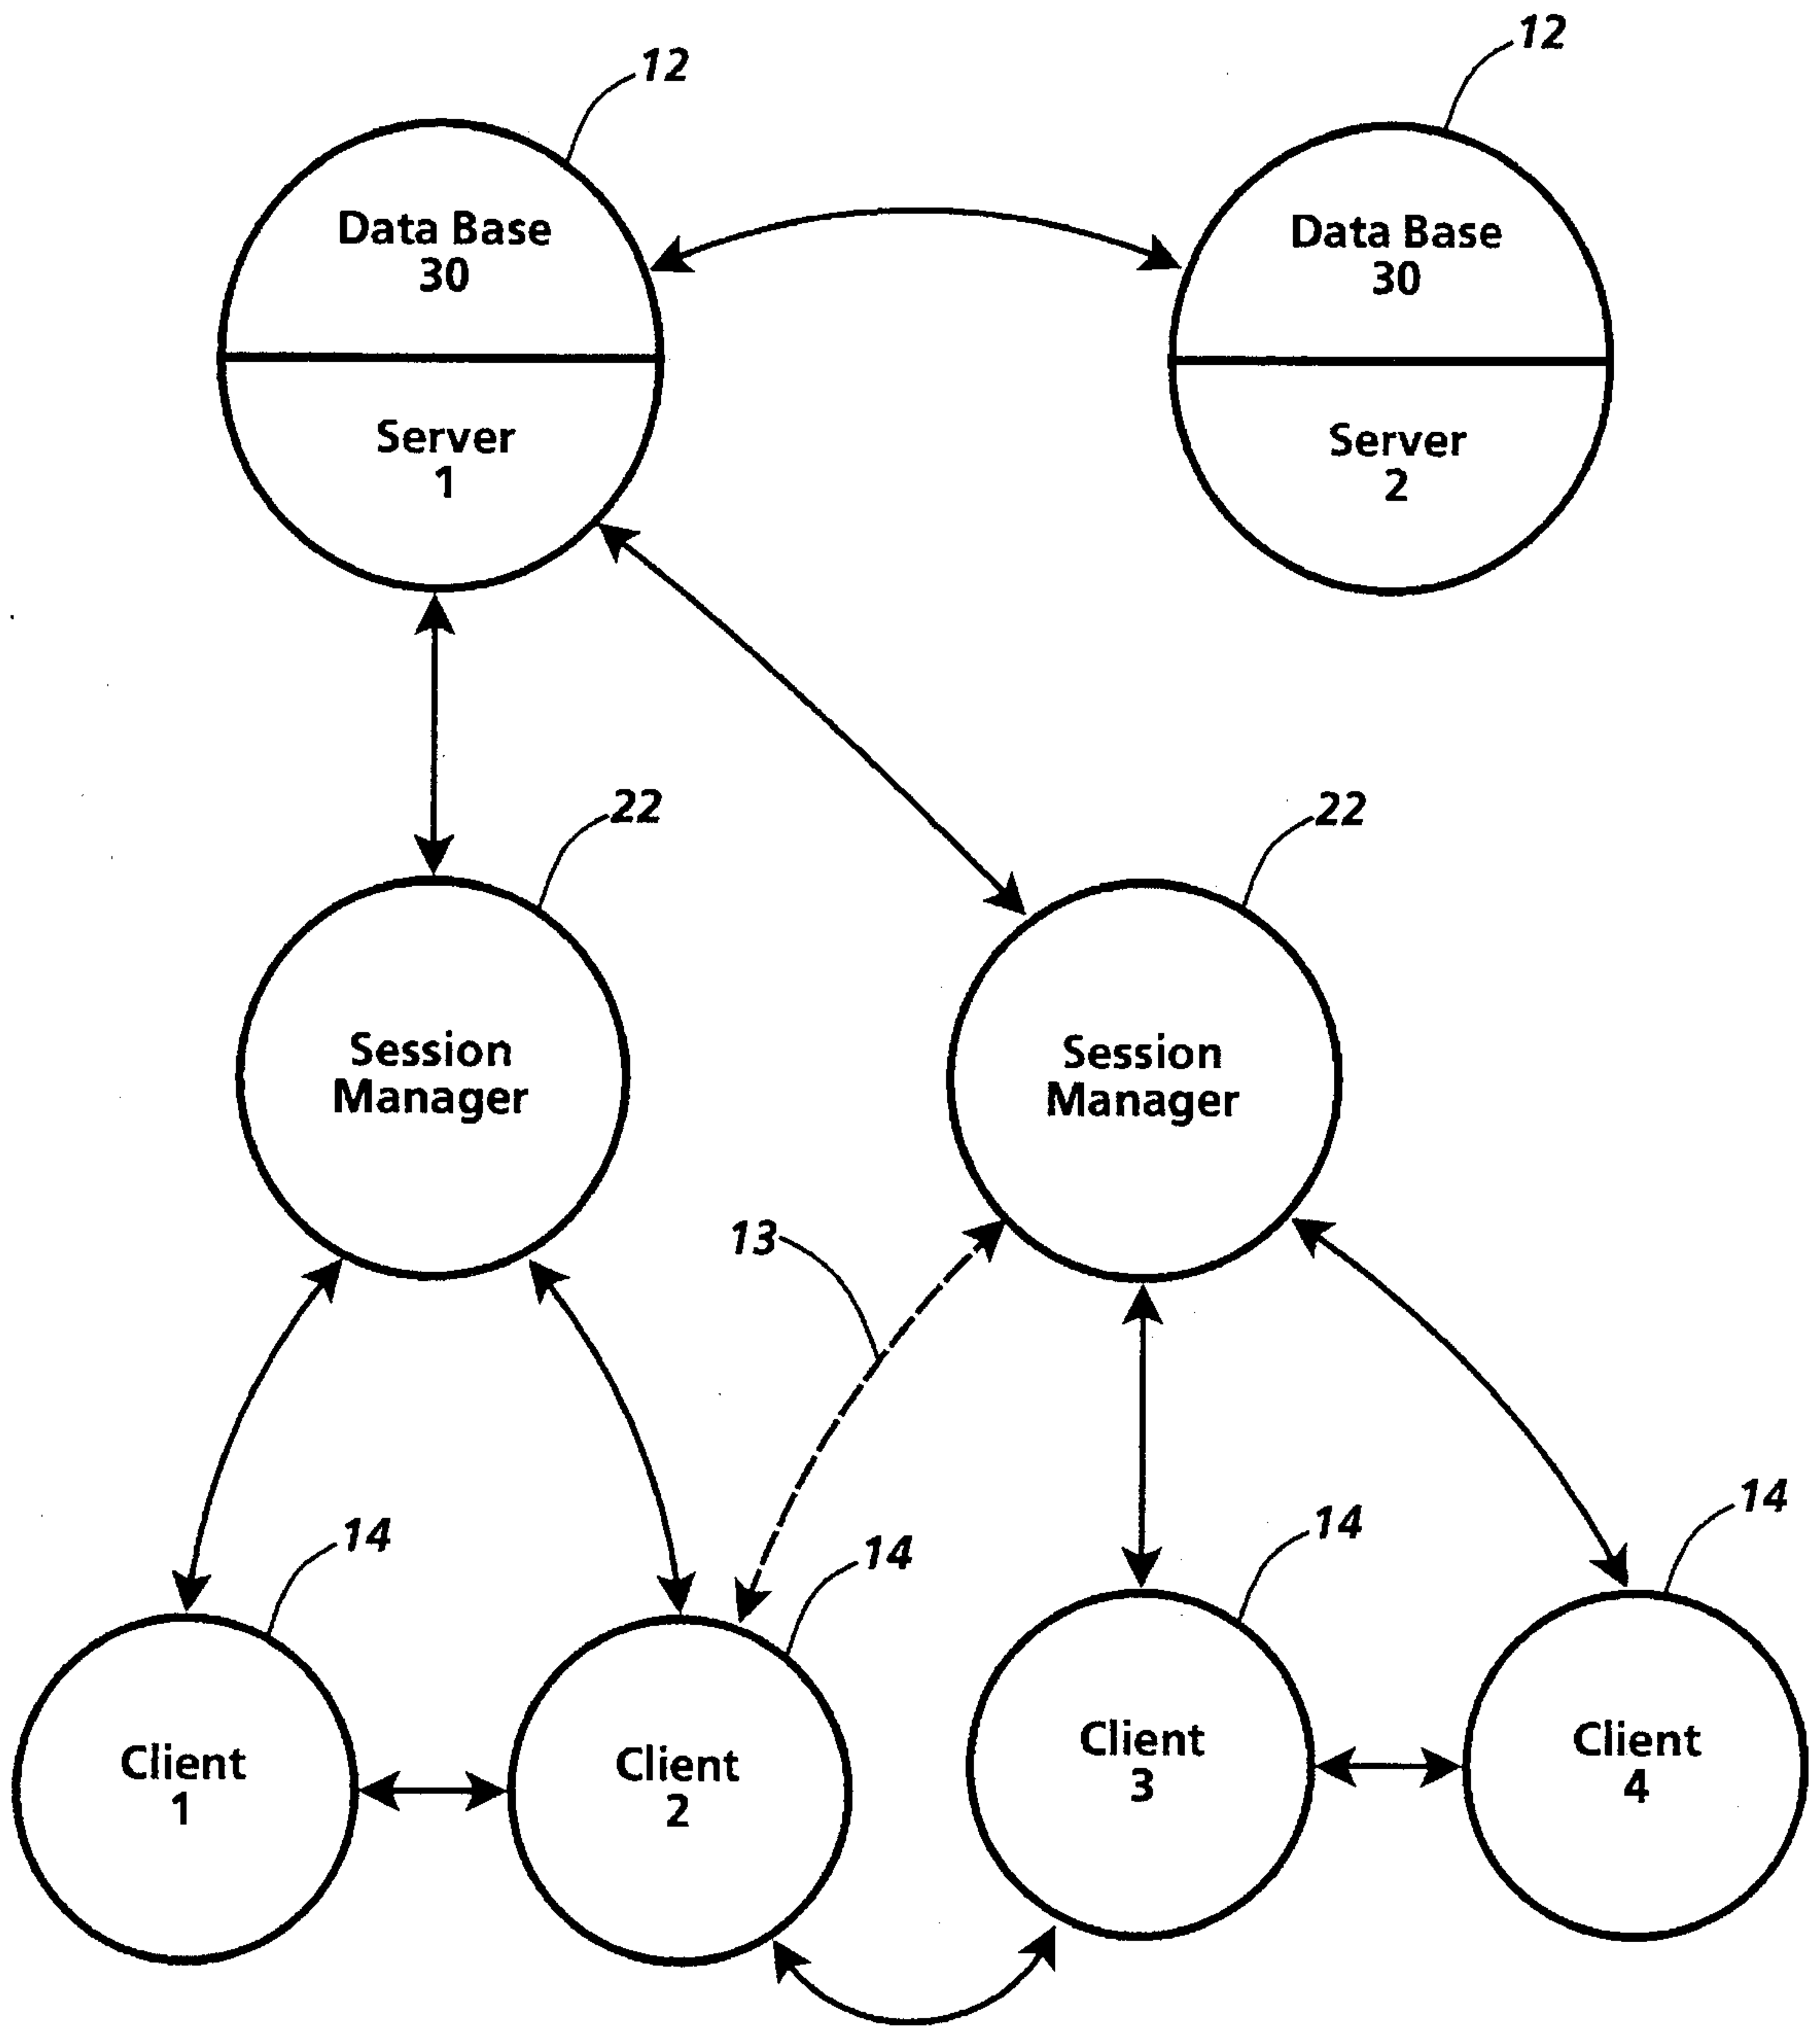 12
12
Data Base
30
Data Base
30
Server
1
Server
2
22
22
Session
Manager
Session
Manager
13
14
14
14
14
Client
1
Client
2
Client
3
Client
4